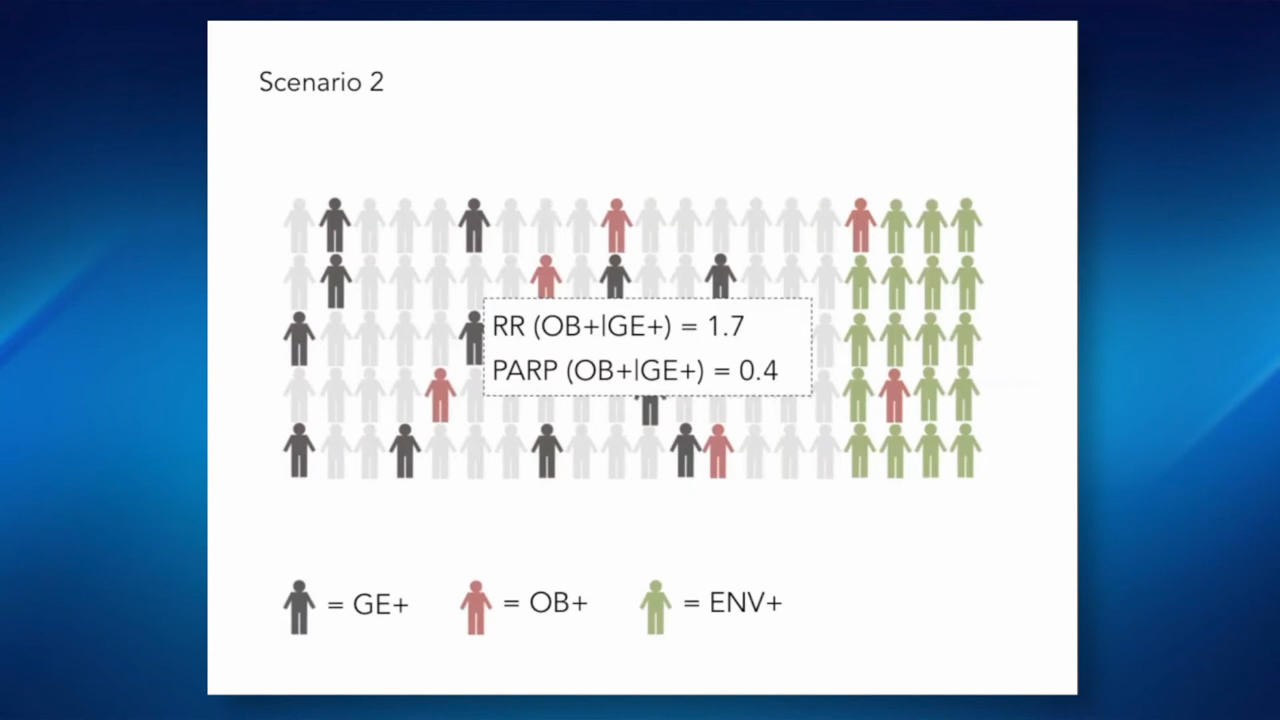 Scenario 2
RR (OB+|GE+) = 1.7
PARP (OB+|GE+) = 0.4
= GE+
= OB+
= ENV+